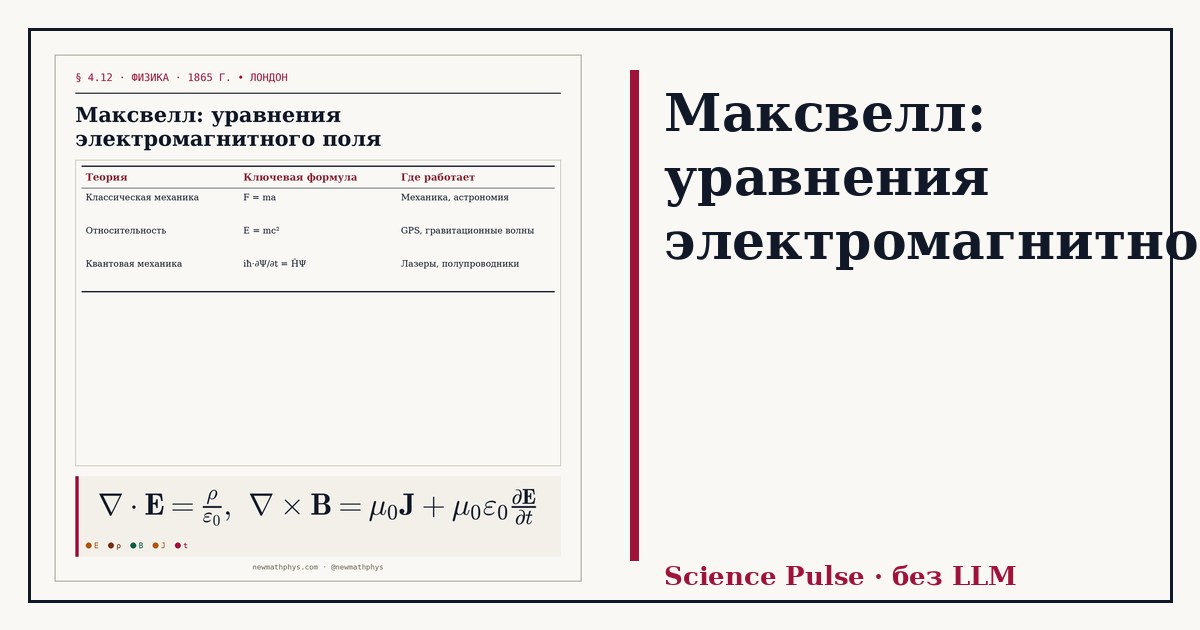 § 4.12 · ФИЗИКА · 1865 Г. • ЛОНДОН
Максвелл: уравнения
электромагнитного поля
Теория Ключевая формула Где работает
Классическая механика F = ma Механика, астрономия
Относительность E = mc² GPS, гравитационные волны
Квантовая механика iħ·∂Ψ/∂t = ĤΨ Лазеры, полупроводники
∇ · E = ρ/ε₀, ∇ × B = μ₀J + μ₀ε₀ ∂E/∂t
E ρ B J t
newmathphys.com · @newmathphys
Максвелл:
уравнения
электромагнитно
Science Pulse · без LLM